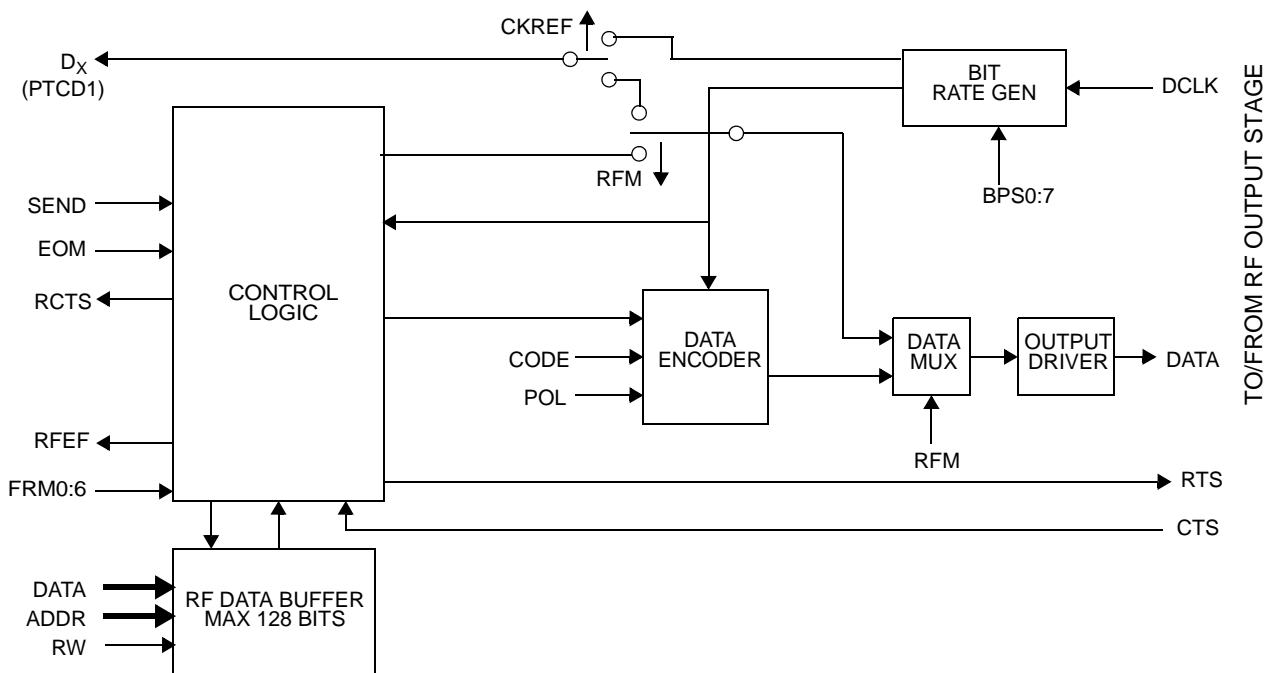 CKREF
DX
(PTCD1)
BIT
RATE GEN
DCLK
BPS0:7
RFM
SEND
EOM
RCTS
CONTROL
LOGIC
DATA
ENCODER
CODE
POL
DATA
MUX
OUTPUT
DRIVER
DATA
RFM
RFEF
FRM0:6
RTS
CTS
DATA
ADDR
RW
RF DATA BUFFER
MAX 128 BITS
TO/FROM RF OUTPUT STAGE